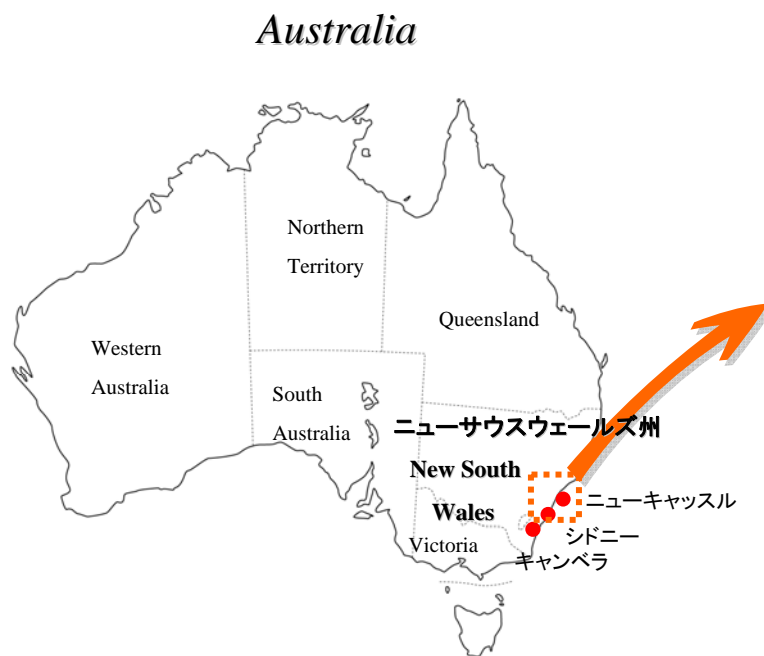 Australia
Northern
Territory
Queensland
Western
Australia
South
Australia
ニューサウスウェールズ州
New South
Wales
ニューキャッスル
シドニー
Victoria
キャンベラ